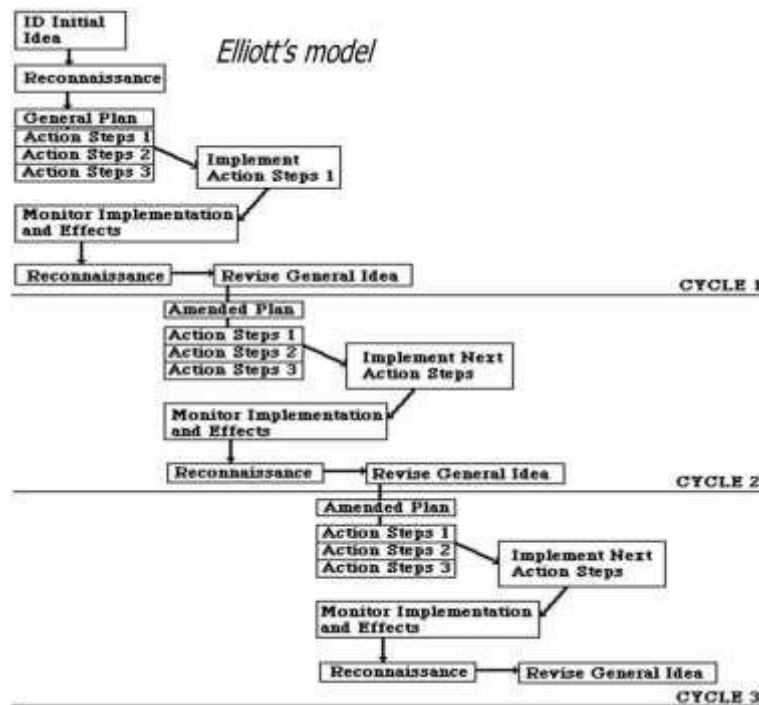 ID Initial
Idea
Elliott's model
Reconnaissance
General Plan
Action Steps 1
Action Steps 2
Action Steps 3
Implement
Action Steps 1
Monitor Implementation
and Effects
Reconnaissance
Revise General Idea
CYCLE 1
Amended Plan
Action Steps 1
Action Steps 2
Action Steps 3
Implement Next
Action Steps
Monitor Implementation
and Effects
Reconnaissance
Revise General Idea
CYCLE 2
Amended Plan
Action Steps 1
Action Steps 2
Action Steps 3
Implement Next
Action Steps
Monitor Implementation
and Effects
Reconnaissance
Revise General Idea
CYCLE 3